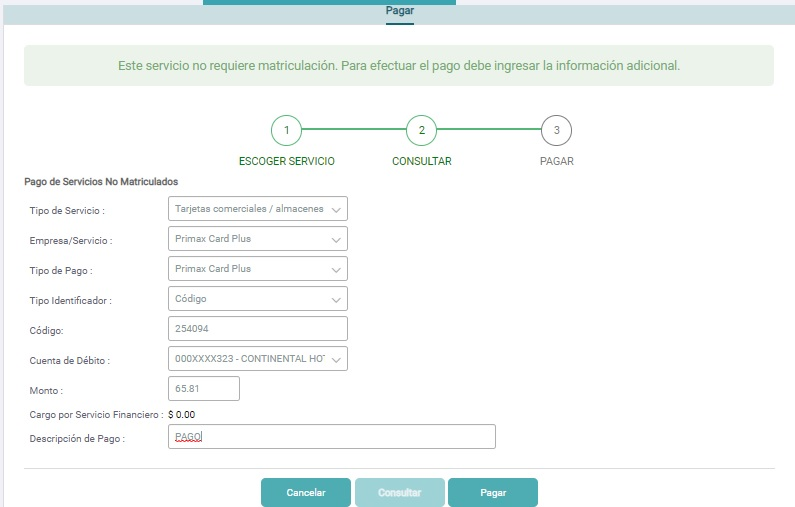 Pagar
Este servicio no requiere matriculación. Para efectuar el pago debe ingresar la información adicional.
1 2 3
ESCOGER SERVICIO CONSULTAR PAGAR
Pago de Servicios No Matriculados
Tipo de Servicio : Tarjetas comerciales / almacenes
Empresa/Servicio : Primax Card Plus
Tipo de Pago : Primax Card Plus
Tipo Identificador : Código
Código: 254094
Cuenta de Débito : 000XXXX323 - CONTINENTAL HOT
Monto : 65.81
Cargo por Servicio Financiero : $ 0.00
Descripción de Pago : PAGO
Cancelar Consultar Pagar